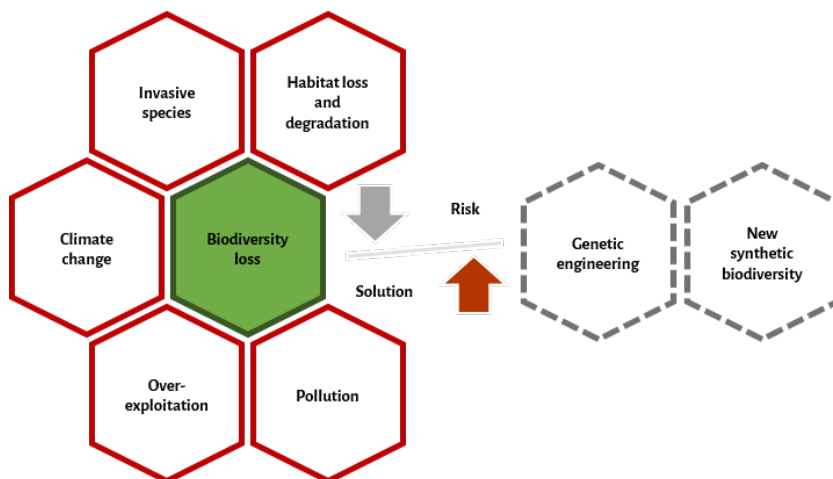 Invasive
species
Habitat loss
and
degradation
Climate
change
Biodiversity
loss
Risk
Solution
Genetic
engineering
New
synthetic
biodiversity
Over-
exploitation
Pollution